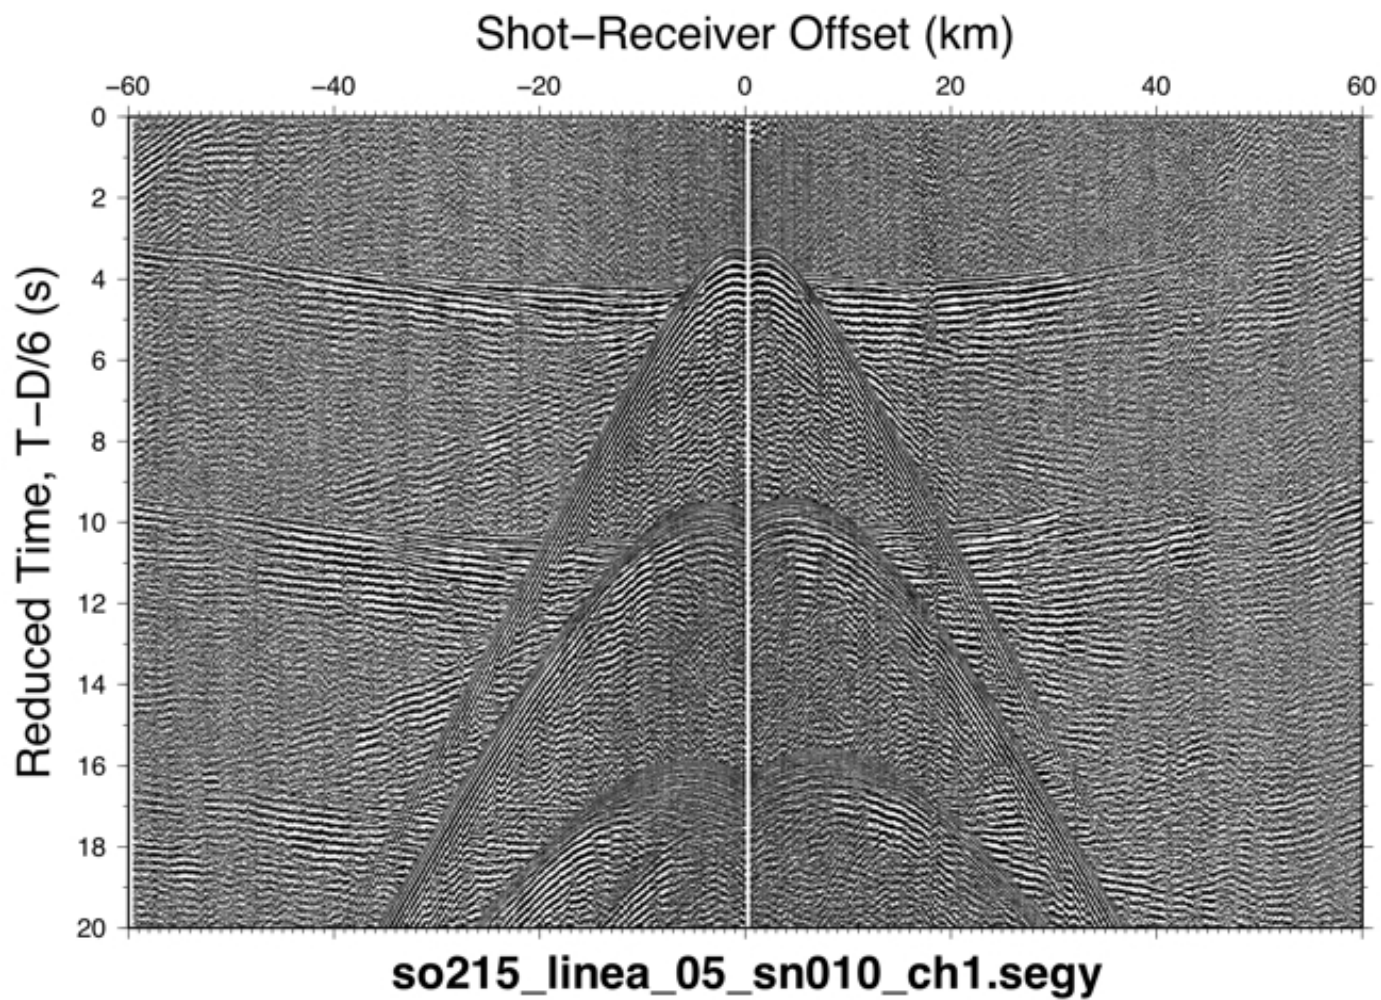 Shot–Receiver Offset (km)
−60 −40 −20 0 20 40 60
Reduced Time, T−D/6 (s)
0
2
4
6
8
10
12
14
16
18
20
so215_linea_05_sn010_ch1.segy